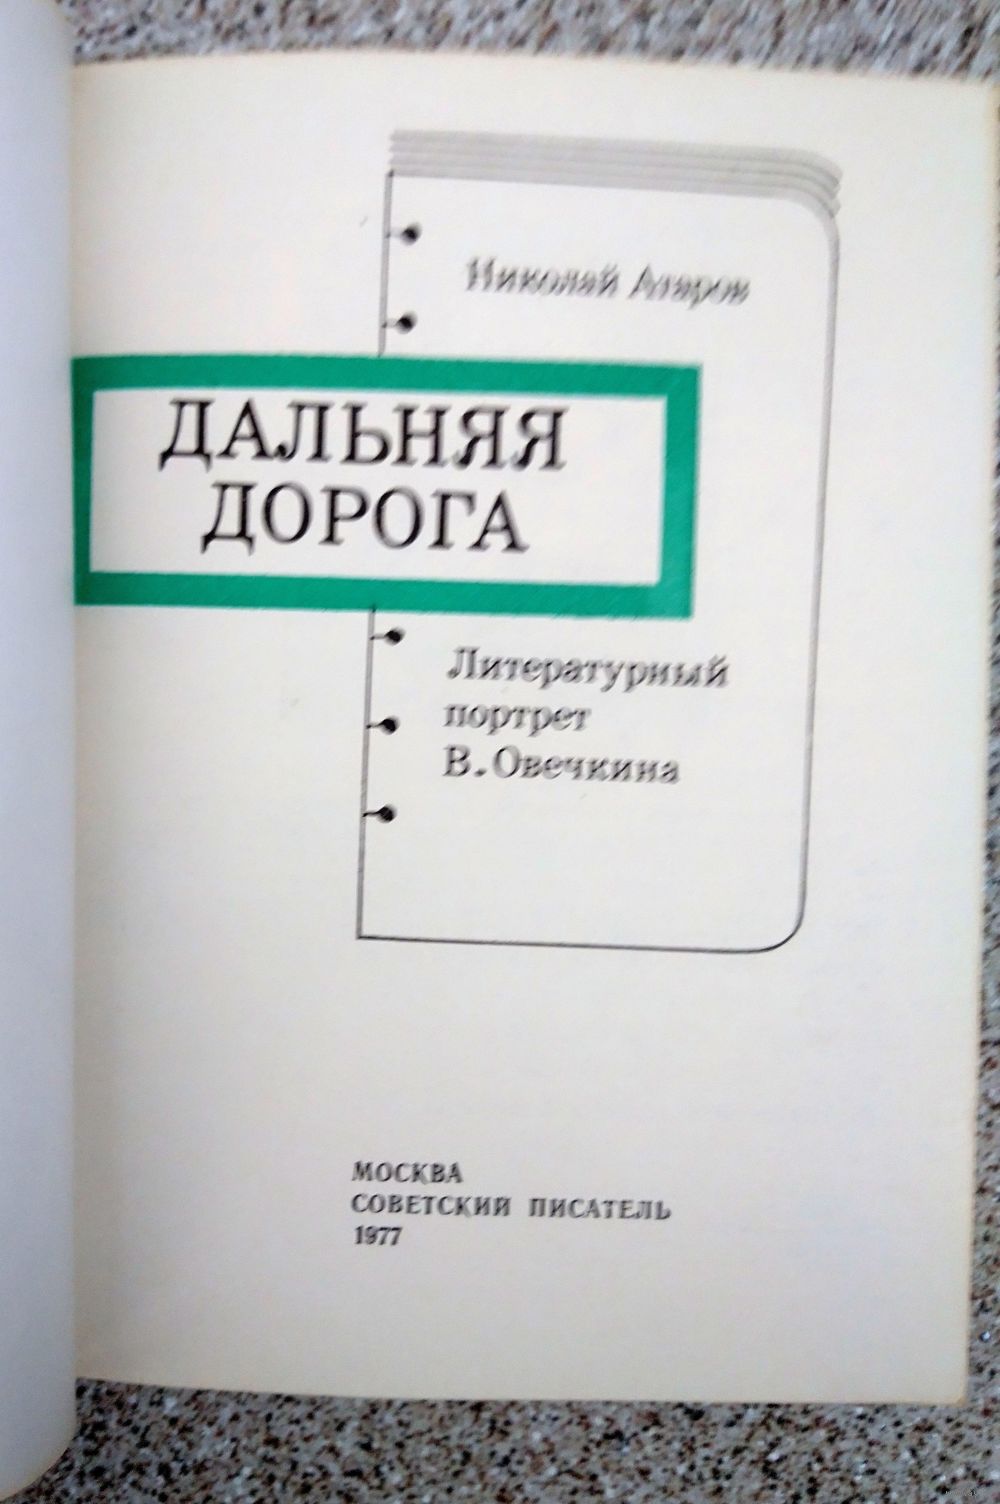 Николай Атаров
ДАЛЬНЯЯ
ДОРОГА
Литературный
портрет
В. Овечкина
МОСКВА
СОВЕТСКИЙ ПИСАТЕЛЬ
1977